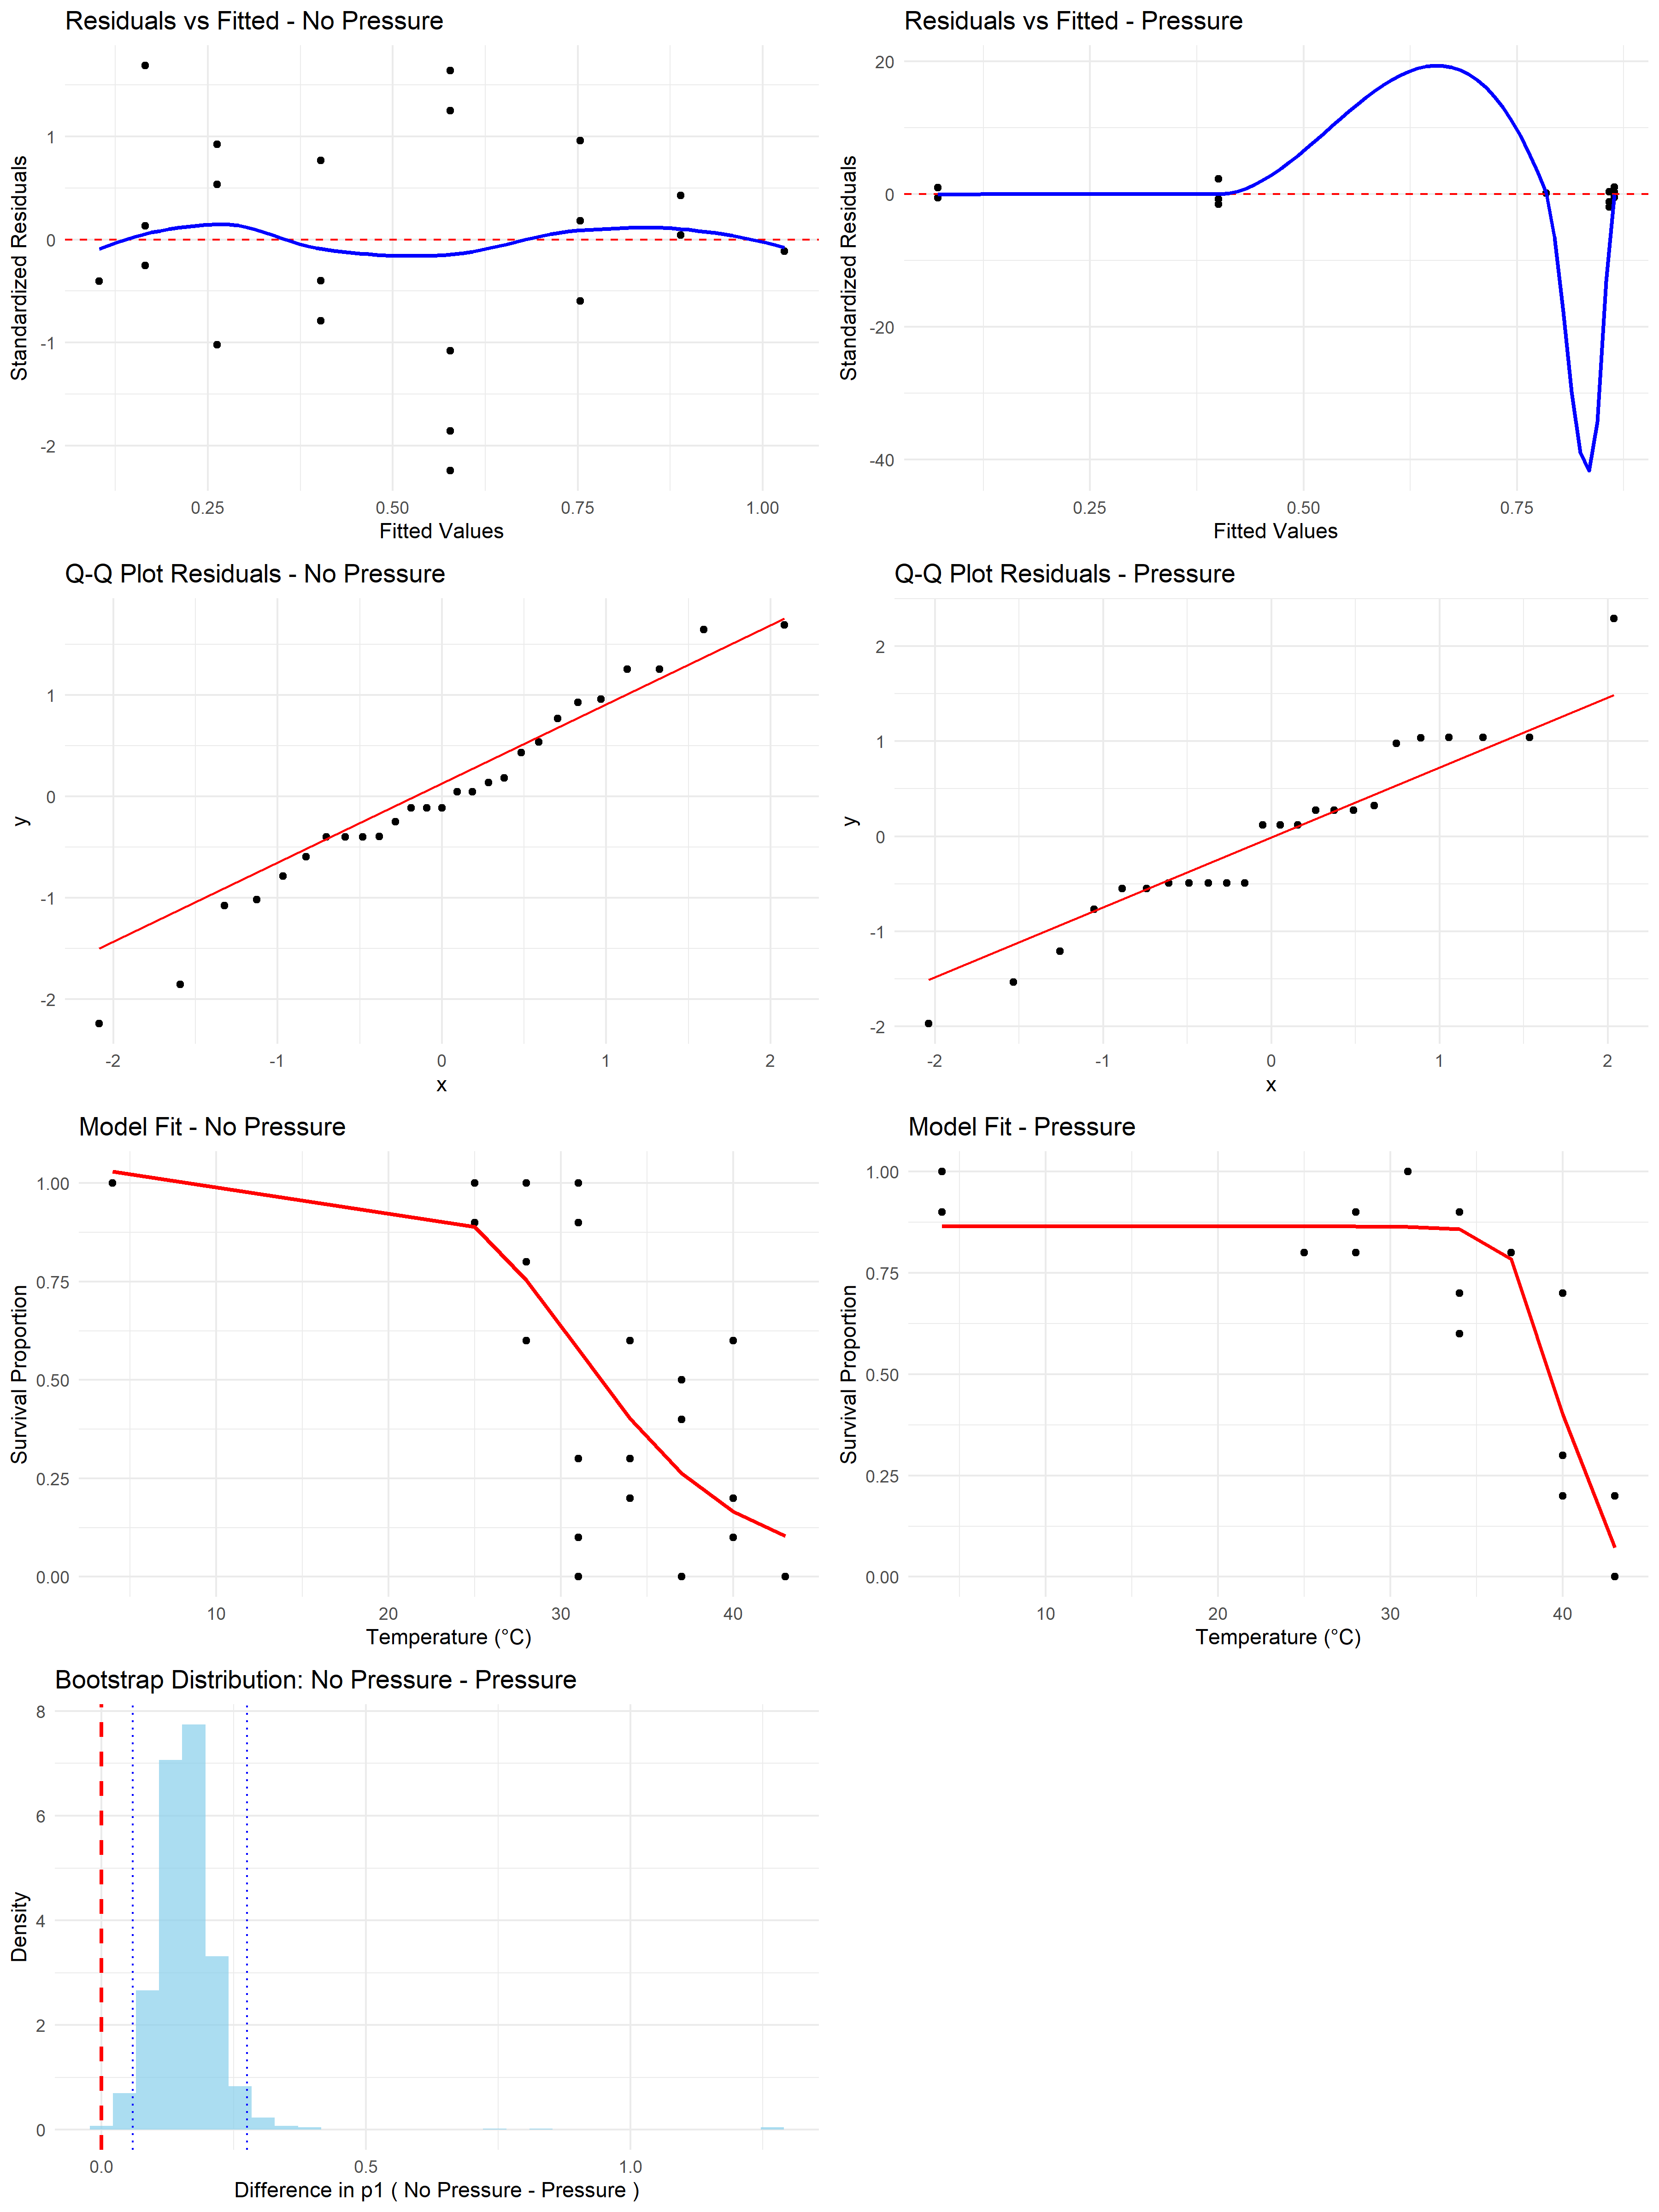 Residuals vs Fitted - No Pressure
Standardized Residuals
1
0
-1
-2
0.25
0.50
0.75
1.00
Fitted Values
Residuals vs Fitted - Pressure
Standardized Residuals
20
0
-20
-40
0.25
0.50
0.75
Fitted Values
Q-Q Plot Residuals - No Pressure
y
1
0
-1
-2
-2
-1
0
1
2
x
Q-Q Plot Residuals - Pressure
y
2
1
0
-1
-2
-2
-1
0
1
2
x
Model Fit - No Pressure
Survival Proportion
1.00
0.75
0.50
0.25
0.00
10
20
30
40
Temperature (°C)
Model Fit - Pressure
Survival Proportion
1.00
0.75
0.50
0.25
0.00
10
20
30
40
Temperature (°C)
Bootstrap Distribution: No Pressure - Pressure
Density
8
6
4
2
0
0.0
0.5
1.0
Difference in p1 ( No Pressure - Pressure )